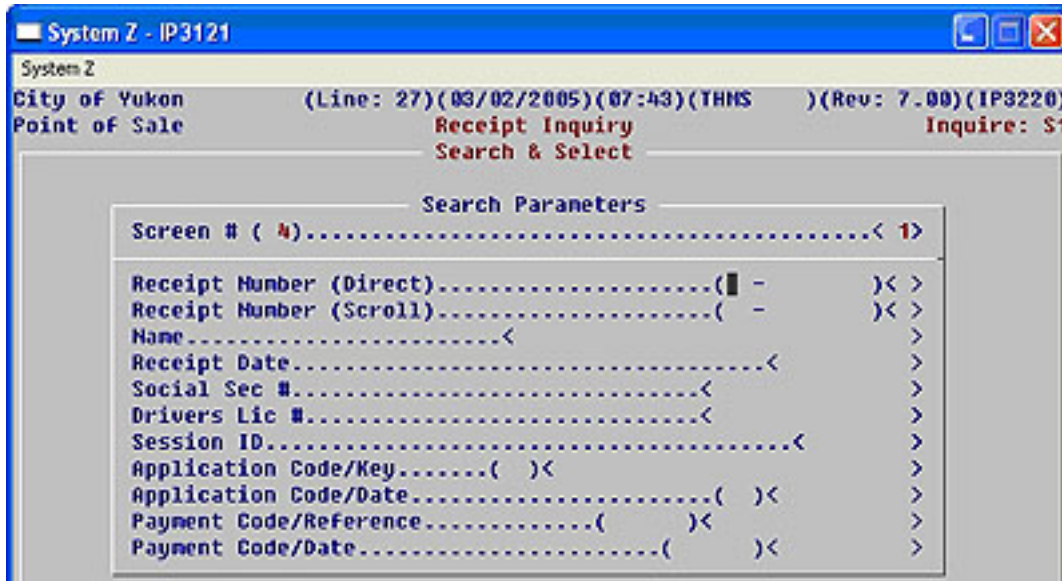 System Z - IP3121
System Z
City of Yukon (Line: 27)(03/02/2005)(07:43)(THMS )(Rev: 7.00)(IP3220)
Point of Sale Receipt Inquiry Inquire:
Search & Select
Search Parameters
Screen # ( 4)...........................................< 1>
Receipt Number (Direct).....................( - )< >
Receipt Number (Scroll).....................( - )< >
Name........................< >
Receipt Date....................................< >
Social Sec #...............................< >
Drivers Lic #..............................< >
Session ID........................................< >
Application Code/Key.......( )< >
Application Code/Date.......................( )< >
Payment Code/Reference.............( )< >
Payment Code/Date.......................( )< >